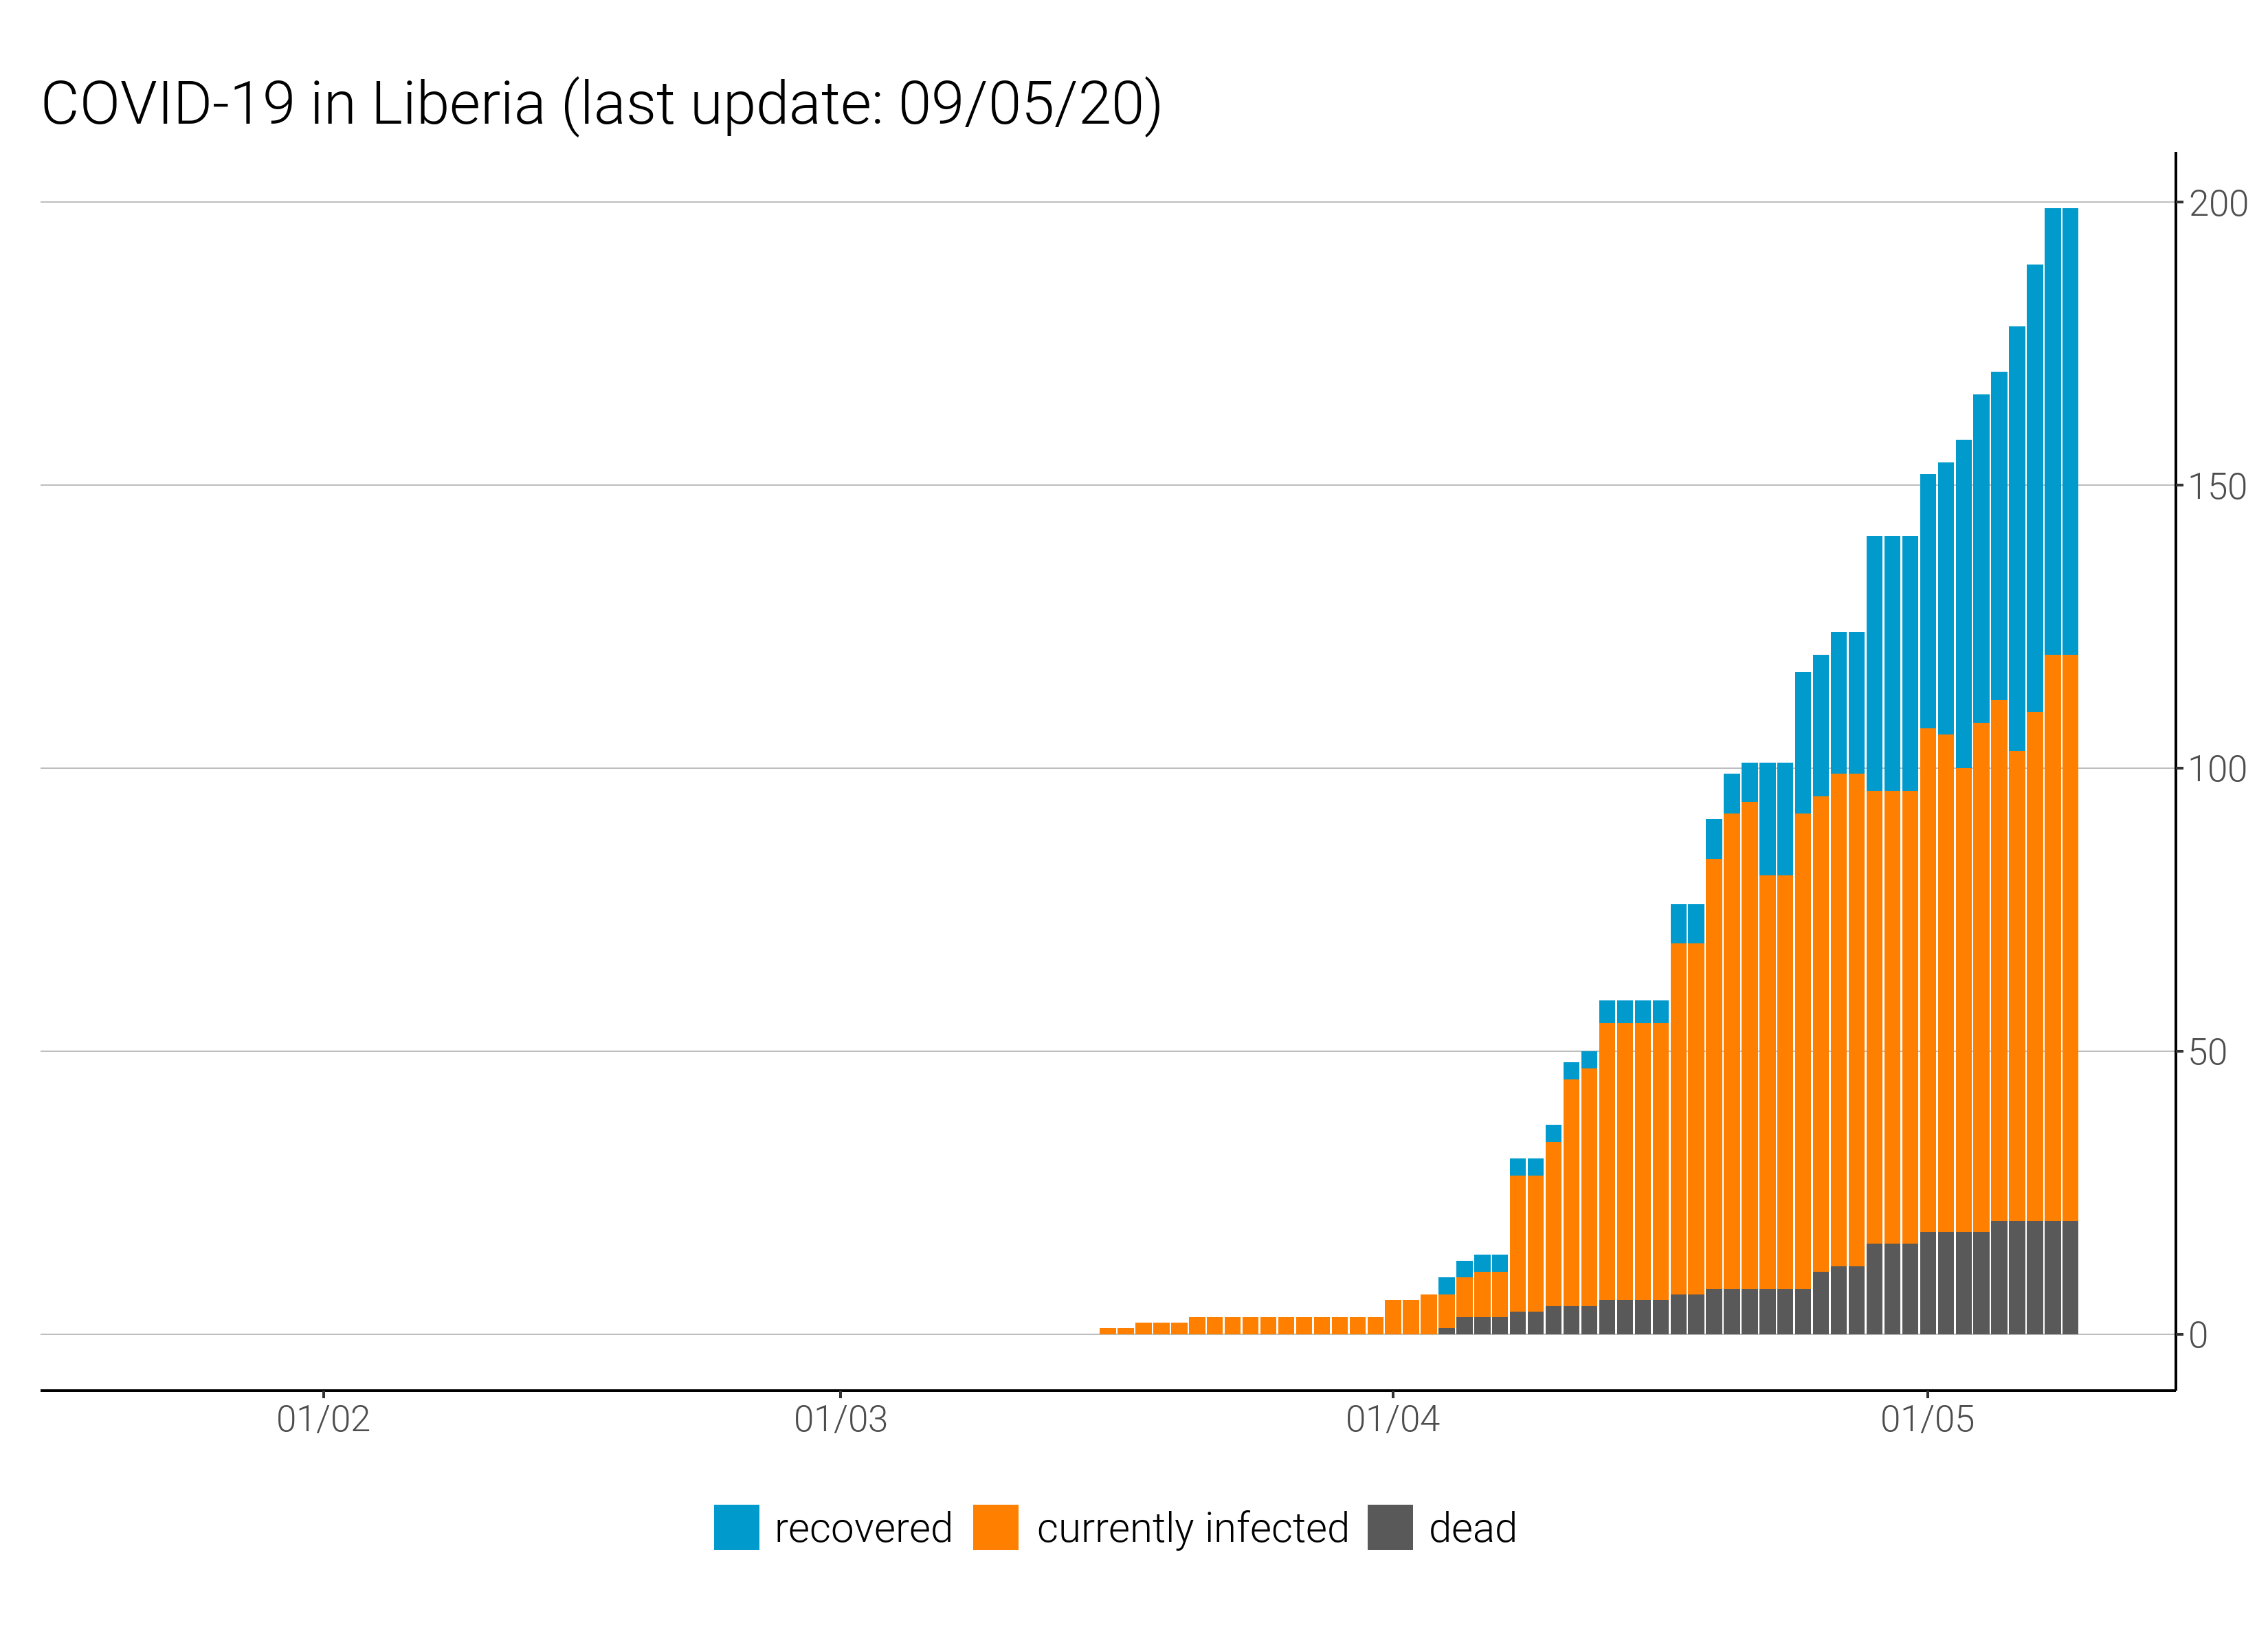 COVID-19 in Liberia (last update: 09/05/20)
200
150
100
50
0
01/02 01/03 01/04 01/05
recovered currently infected dead